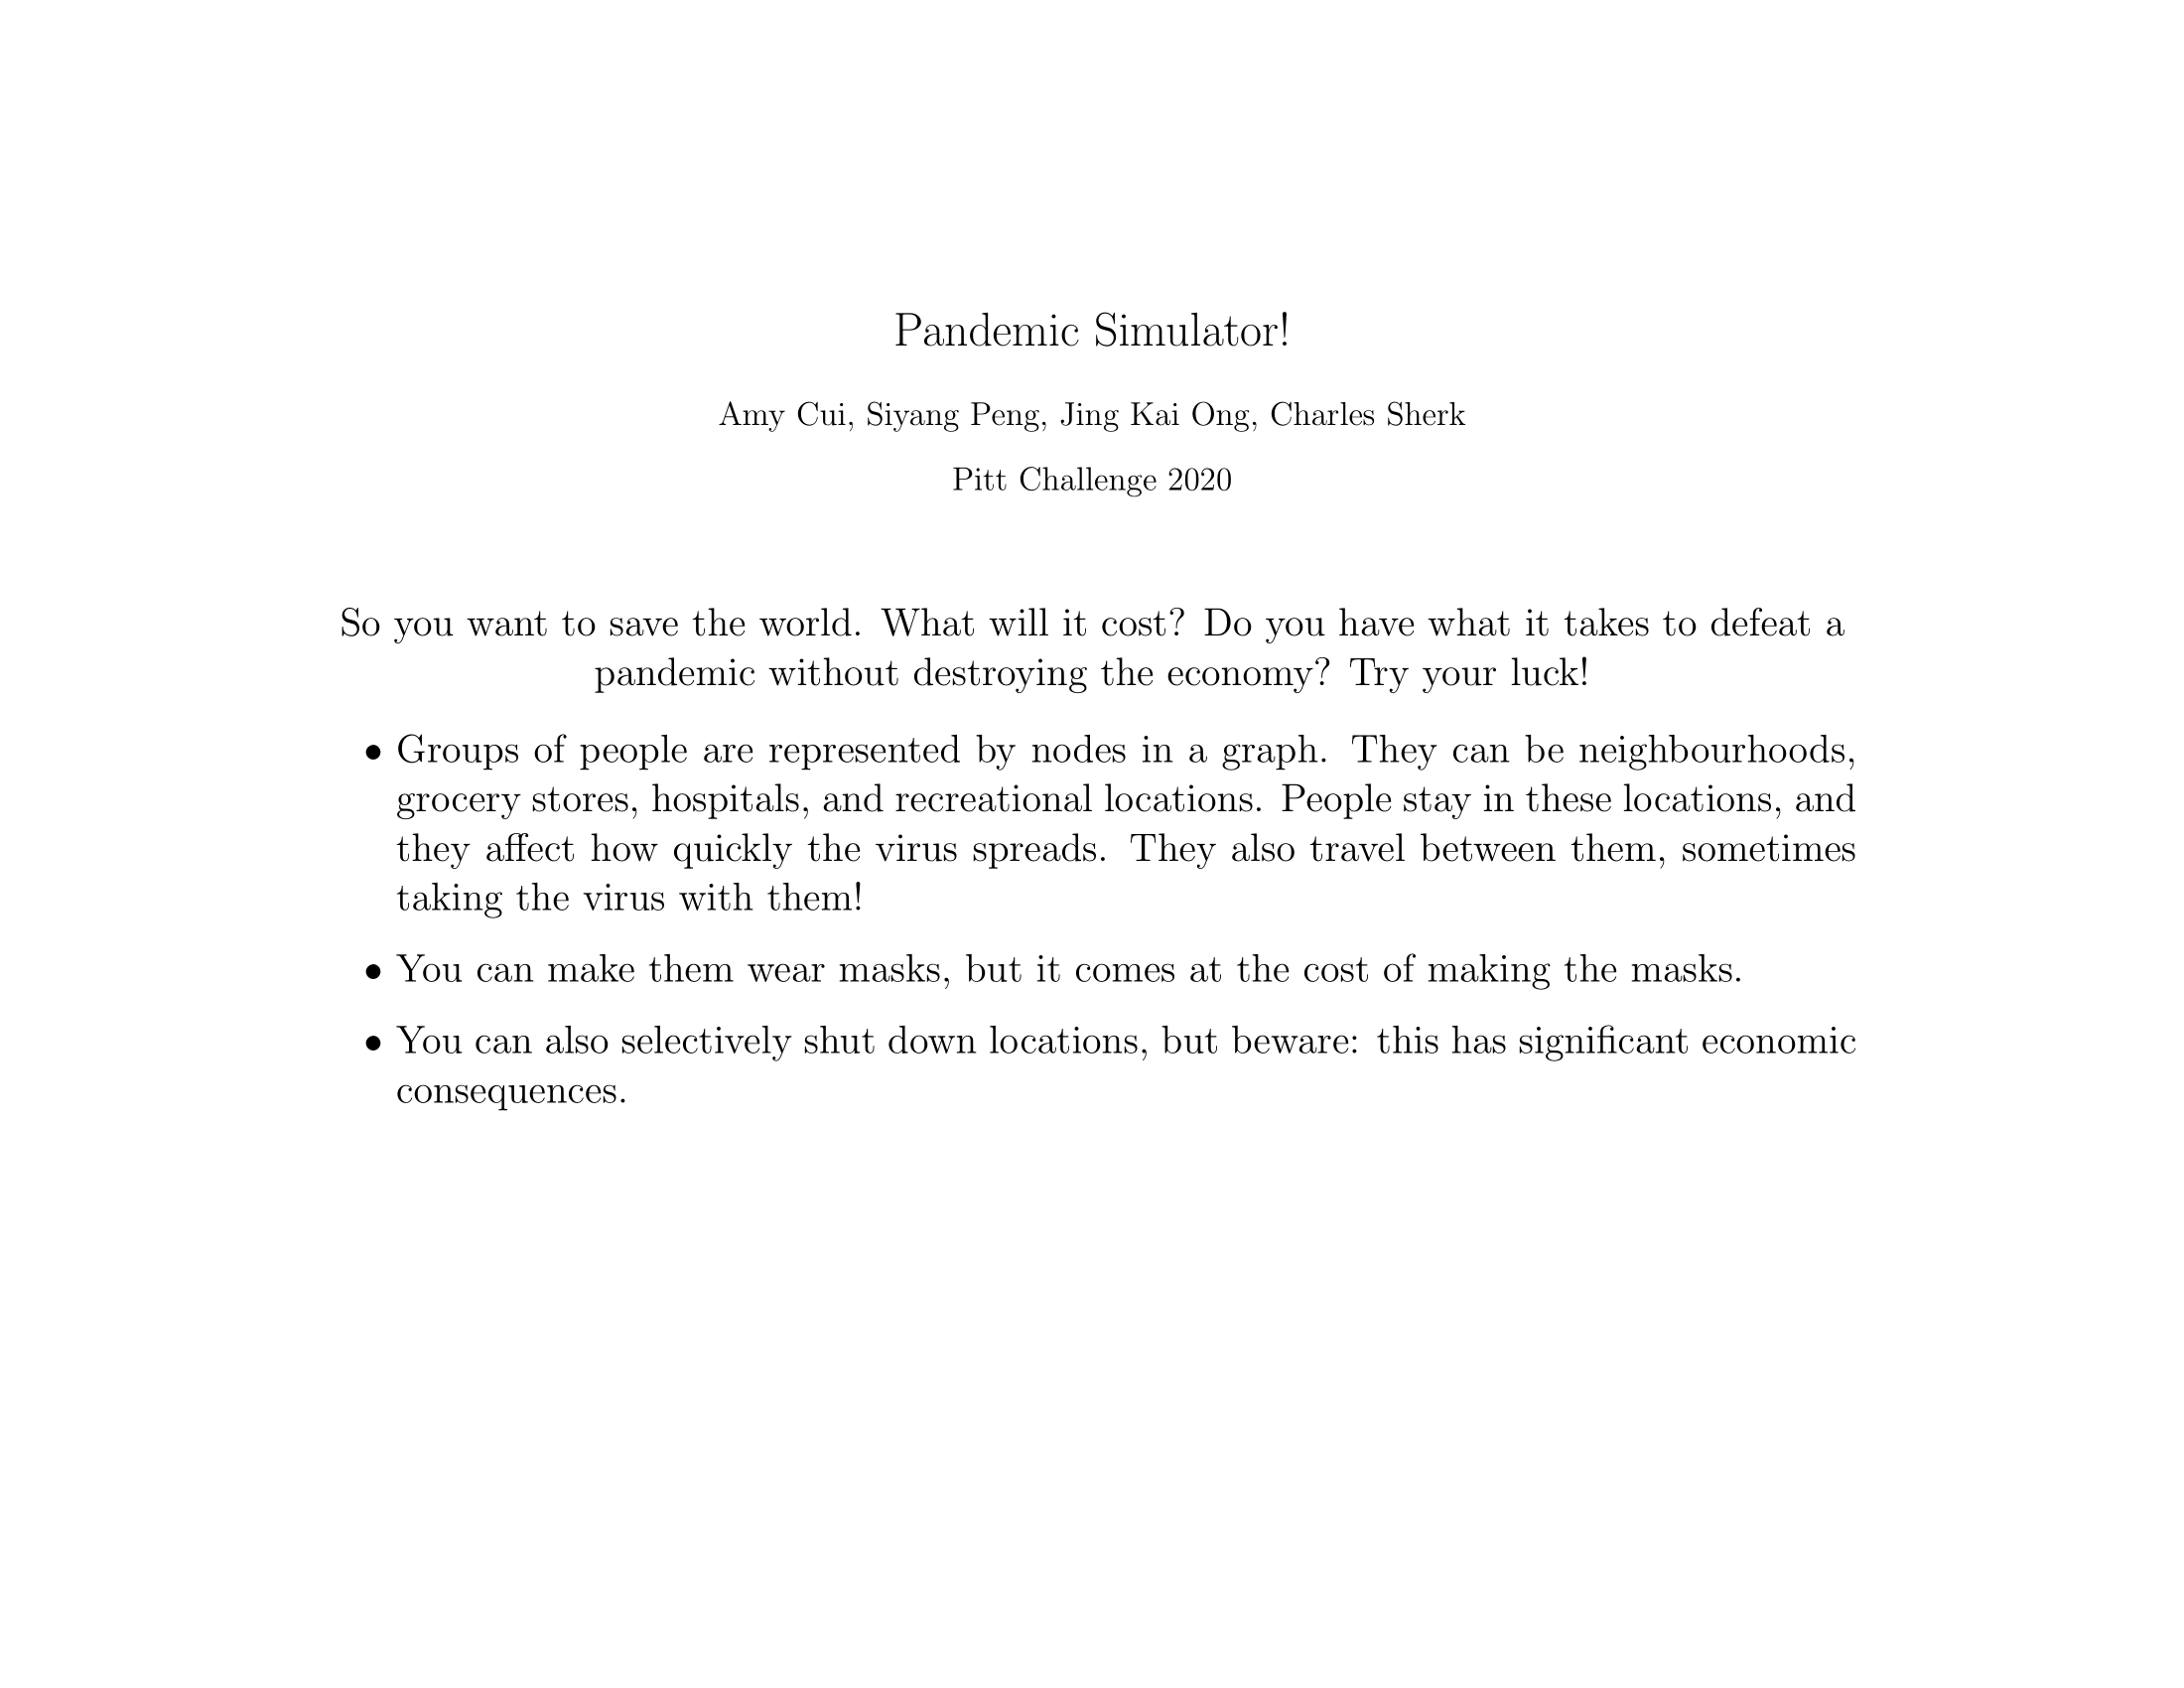 Pandemic Simulator!
Amy Cui, Siyang Peng, Jing Kai Ong, Charles Sherk
Pitt Challenge 2020
So you want to save the world. What will it cost? Do you have what it takes to defeat a
pandemic without destroying the economy? Try your luck!
• Groups of people are represented by nodes in a graph. They can be neighbourhoods,
grocery stores, hospitals, and recreational locations. People stay in these locations, and
they affect how quickly the virus spreads. They also travel between them, sometimes
taking the virus with them!
• You can make them wear masks, but it comes at the cost of making the masks.
• You can also selectively shut down locations, but beware: this has significant economic
consequences.